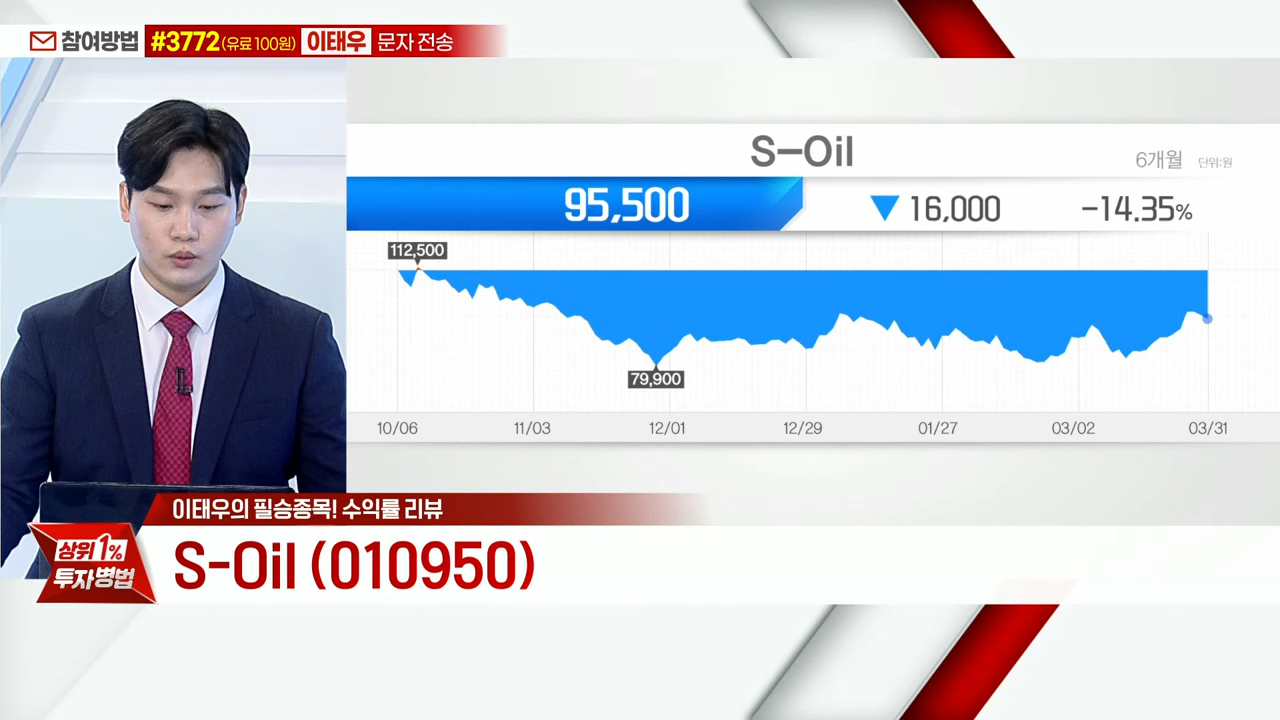 참여방법 #3772(유료 100원) 이태우 문자 전송
S-Oil
6개월 단위:원
95,500 ▼ 16,000 -14.35%
112,500
79,900
10/06 11/03 12/01 12/29 01/27 03/02 03/31
이태우의 필승종목! 수익률 리뷰
상위 1%
투자병법
S-Oil (010950)